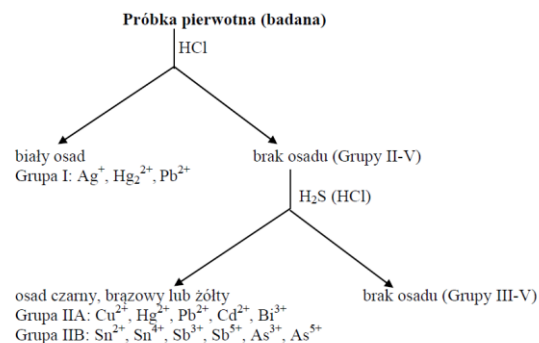 Próbka pierwotna (badana)
HCl
biały osad
Grupa I: Ag⁺, Hg₂²⁺, Pb²⁺
brak osadu (Grupy II-V)
H₂S (HCl)
osad czarny, brązowy lub żółty
Grupa IIA: Cu²⁺, Hg²⁺, Pb²⁺, Cd²⁺, Bi³⁺
Grupa IIB: Sn²⁺, Sn⁴⁺, Sb³⁺, Sb⁵⁺, As³⁺, As⁵⁺
brak osadu (Grupy III-V)